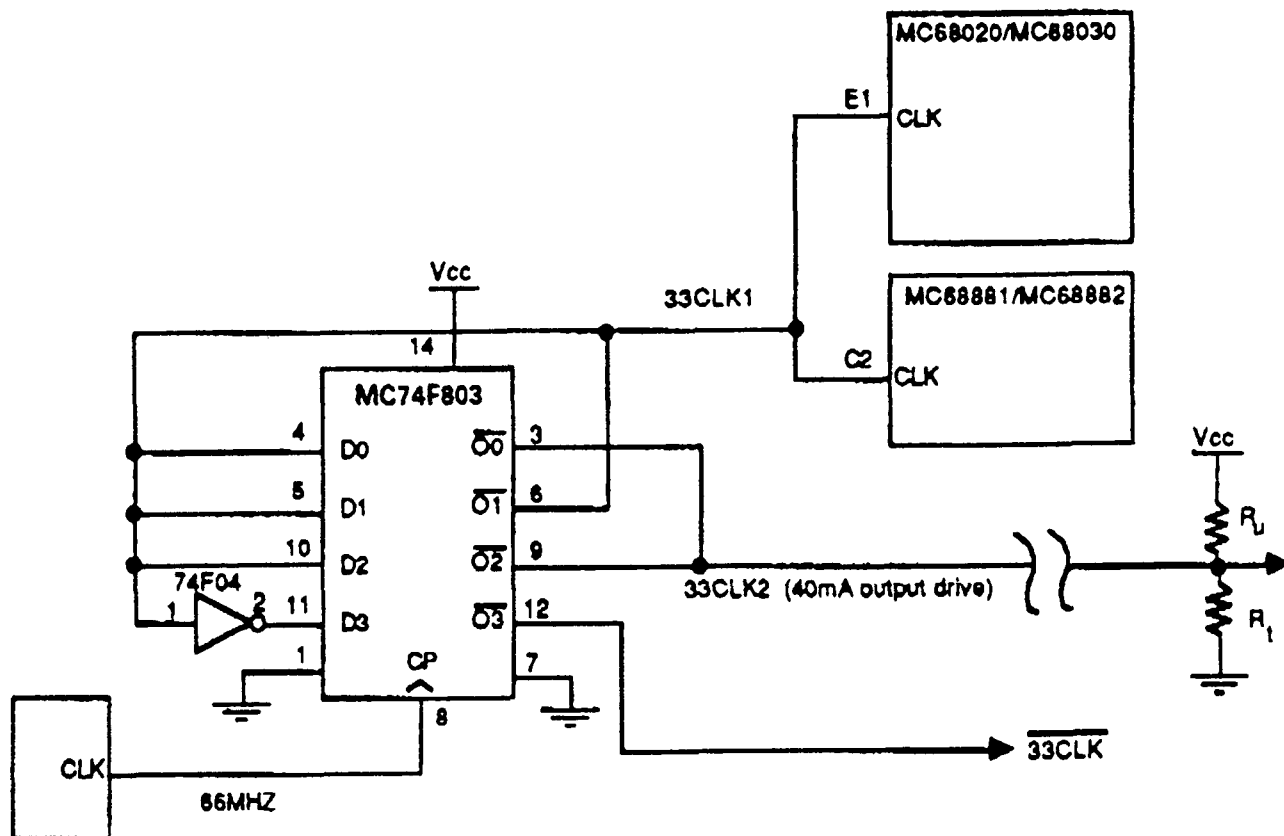 MC68020/MC68030
E1
CLK
Vcc
33CLK1
MC68881/MC68882
14
C2
CLK
MC74F803
Vcc
4
D0
O0
3
5
D1
O1
6
Ru
10
D2
O2
9
74F04
33CLK2 (40mA output drive)
1
2
11
D3
O3
12
Rt
1
CP
7
8
33CLK
CLK
66MHZ